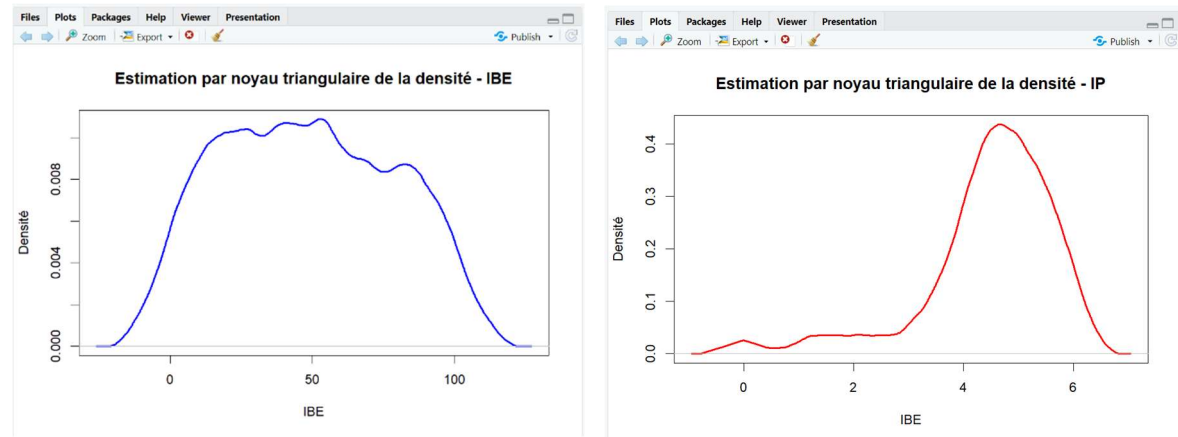 Files Plots Packages Help Viewer Presentation
Zoom Export Publish
Estimation par noyau triangulaire de la densité - IBE
Densité
0.000 0.004 0.008
0 50 100
IBE
Files Plots Packages Help Viewer Presentation
Zoom Export Publish
Estimation par noyau triangulaire de la densité - IP
Densité
0.0 0.1 0.2 0.3 0.4
0 2 4 6
IBE